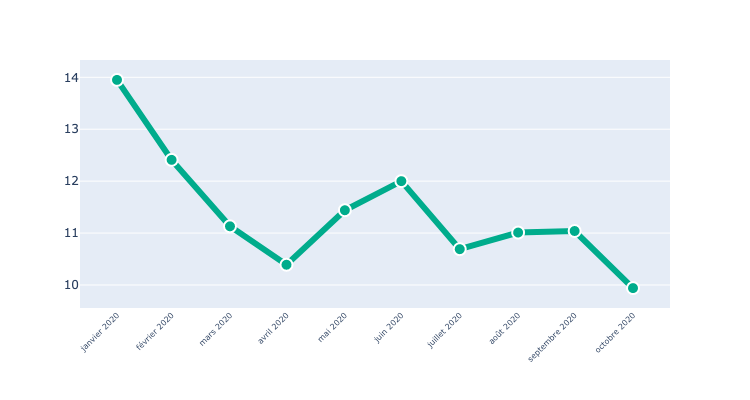 14
13
12
11
10
janvier 2020
février 2020
mars 2020
avril 2020
mai 2020
juin 2020
juillet 2020
août 2020
septembre 2020
octobre 2020